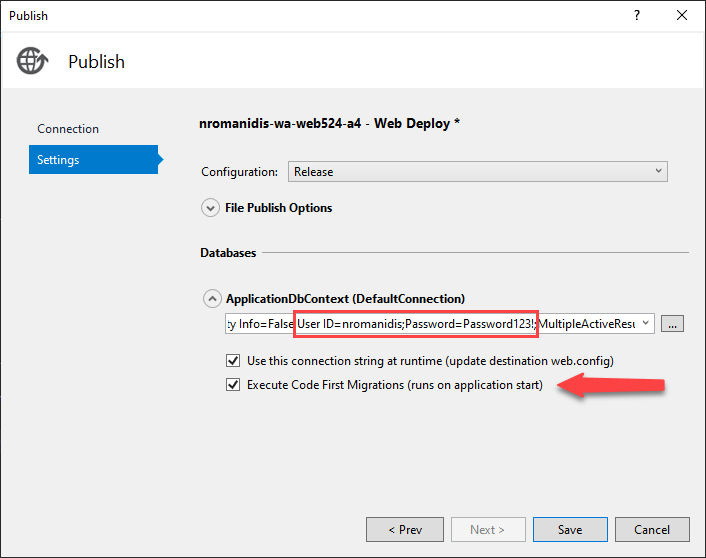 Publish
?
Publish
nromanidis-wa-web524-a4 - Web Deploy *
Connection
Settings
Configuration: Release
File Publish Options
Databases
ApplicationDbContext (DefaultConnection)
ty Info=False;User ID=nromanidis;Password=Password123!;MultipleActiveResu ...
Use this connection string at runtime (update destination web.config)
Execute Code First Migrations (runs on application start)
< Prev Next > Save Cancel